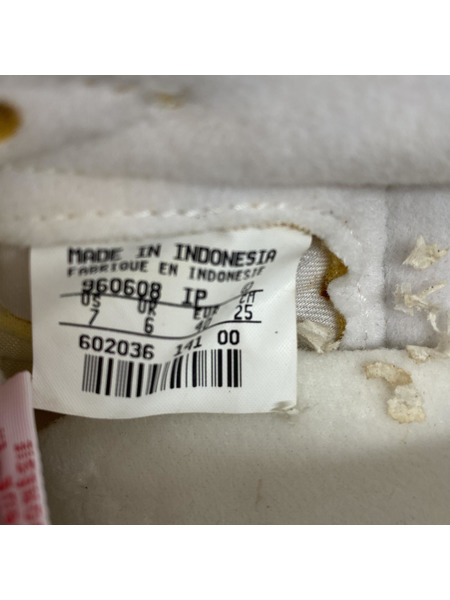 MADE IN INDONESIA
FABRIQUE EN INDONESIE
960608 IP
US UK EUR CM
7 6 40 25
602036 141 00